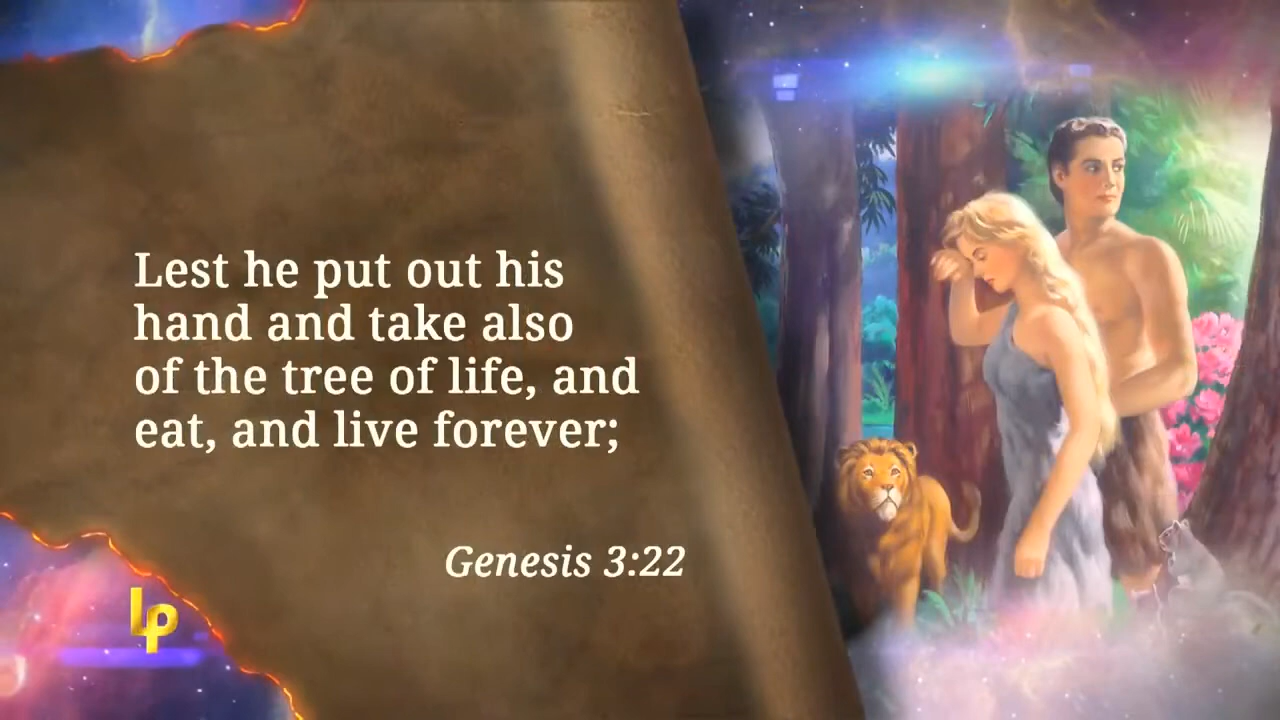 Lest he put out his
hand and take also
of the tree of life, and
eat, and live forever;
Genesis 3:22
LP